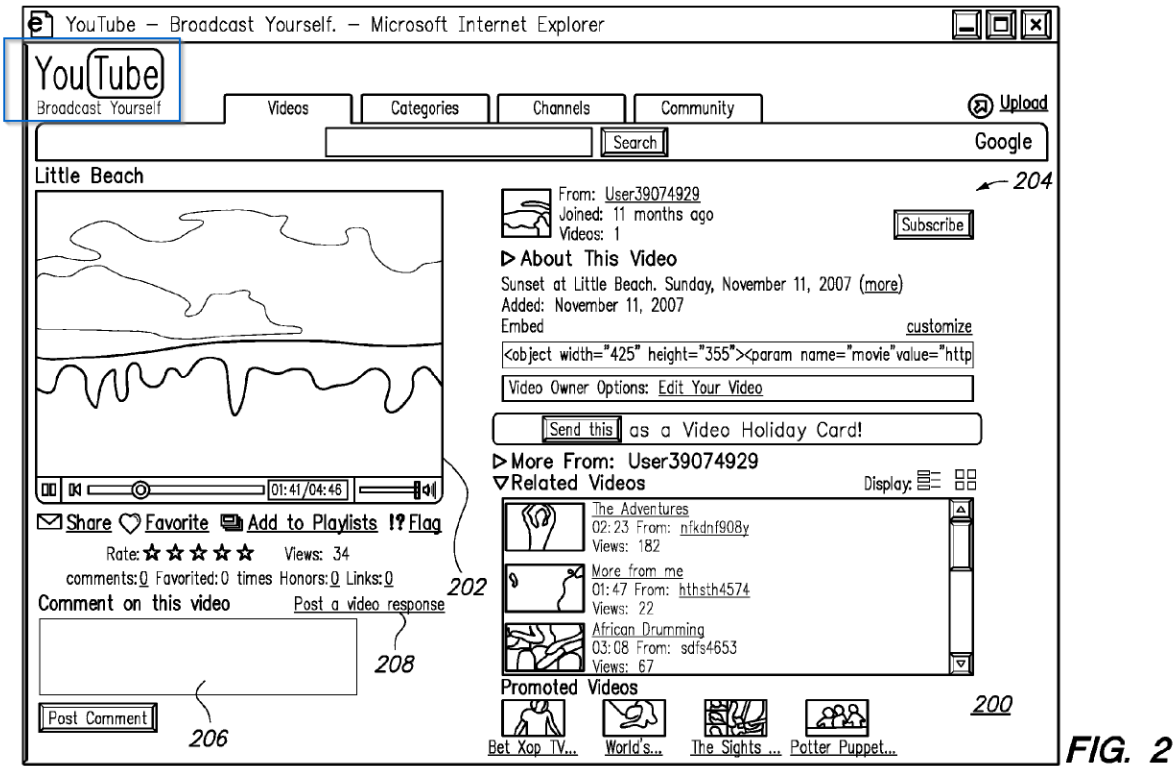 YouTube – Broadcast Yourself. – Microsoft Internet Explorer
YouTube
Broadcast Yourself
Videos
Categories
Channels
Community
Upload
Search
Google
Little Beach
204
From: User39074929
Joined: 11 months ago
Videos: 1
Subscribe
About This Video
Sunset at Little Beach. Sunday, November 11, 2007 (more)
Added: November 11, 2007
Embed
customize
<object width="425" height="355"><param name="movie"value="http
Video Owner Options: Edit Your Video
Send this as a Video Holiday Card!
More From: User39074929
Related Videos
Display:
The Adventures
02:23 From: nfkdnf908y
Views: 182
More from me
01:47 From: hthsth4574
Views: 22
African Drumming
03:08 From: sdfs4653
Views: 67
Promoted Videos
Bet Xop TV...
World's...
The Sights ...
Potter Puppet...
200
01:41/04:46
Share Favorite Add to Playlists !? Flag
Rate: Views: 34
comments:0 Favorited:0 times Honors:0 Links:0
202
Comment on this video
Post a video response
208
Post Comment
206
FIG. 2